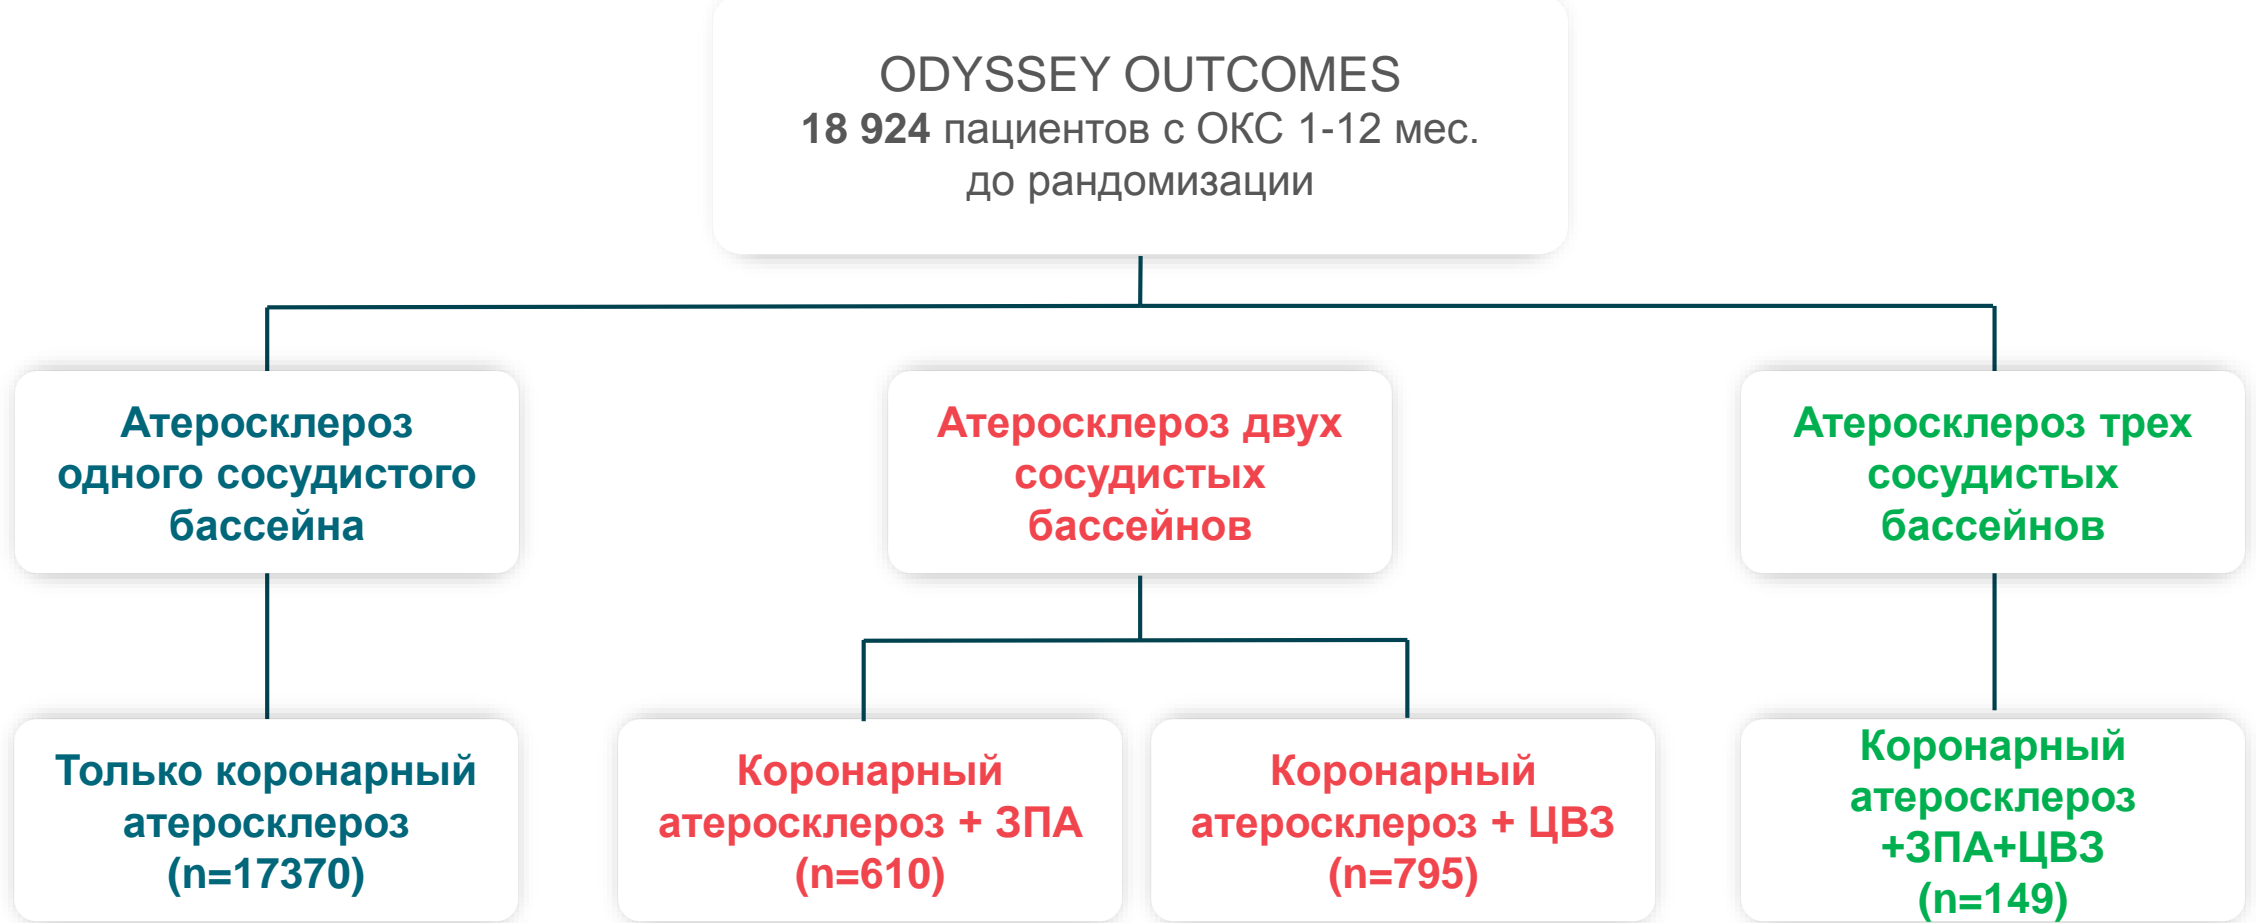 ODYSSEY OUTCOMES
18 924 пациентов с ОКС 1-12 мес.
до рандомизации
Атеросклероз
одного сосудистого
бассейна
Атеросклероз двух
сосудистых
бассейнов
Атеросклероз трех
сосудистых
бассейнов
Только коронарный
атеросклероз
(n=17370)
Коронарный
атеросклероз + ЗПА
(n=610)
Коронарный
атеросклероз + ЦВЗ
(n=795)
Коронарный
атеросклероз
+ЗПА+ЦВЗ
(n=149)